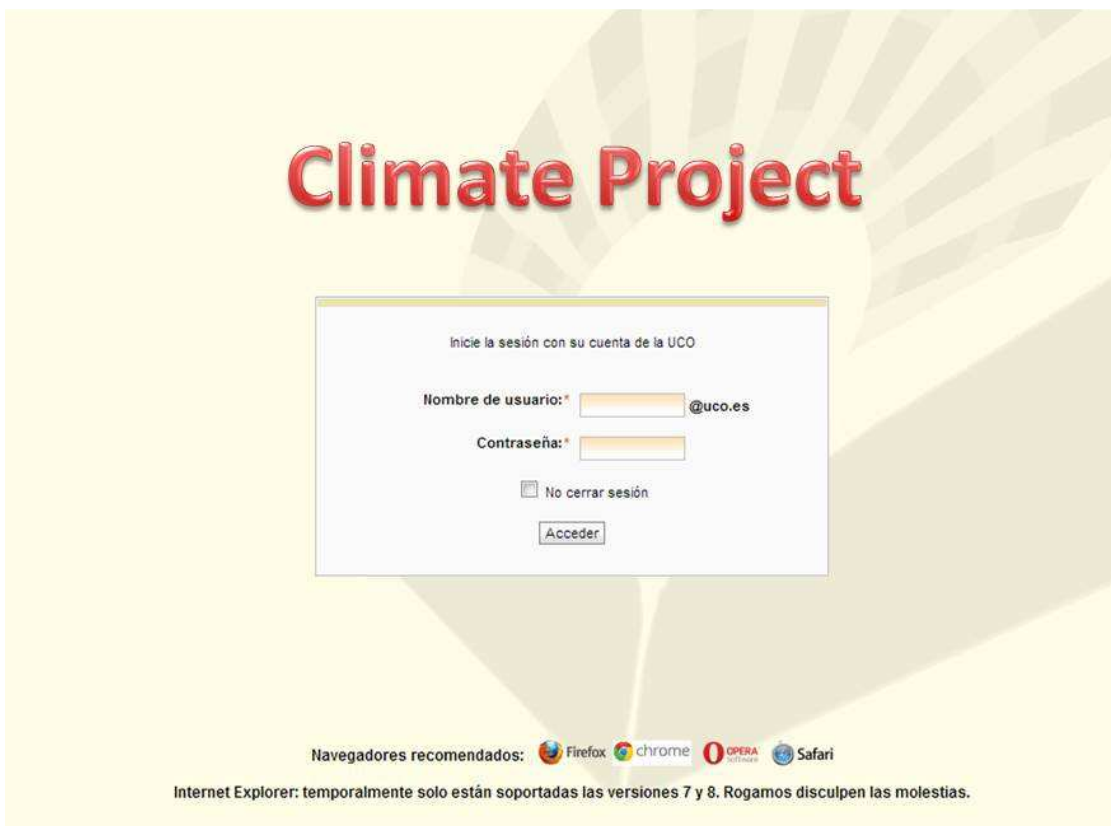 Climate Project
Inicie la sesión con su cuenta de la UCO
Nombre de usuario:* @uco.es
Contraseña:*
No cerrar sesión
Acceder
Navegadores recomendados: Firefox chrome OPERA software Safari
Internet Explorer: temporalmente solo están soportadas las versiones 7 y 8. Rogamos disculpen las molestias.